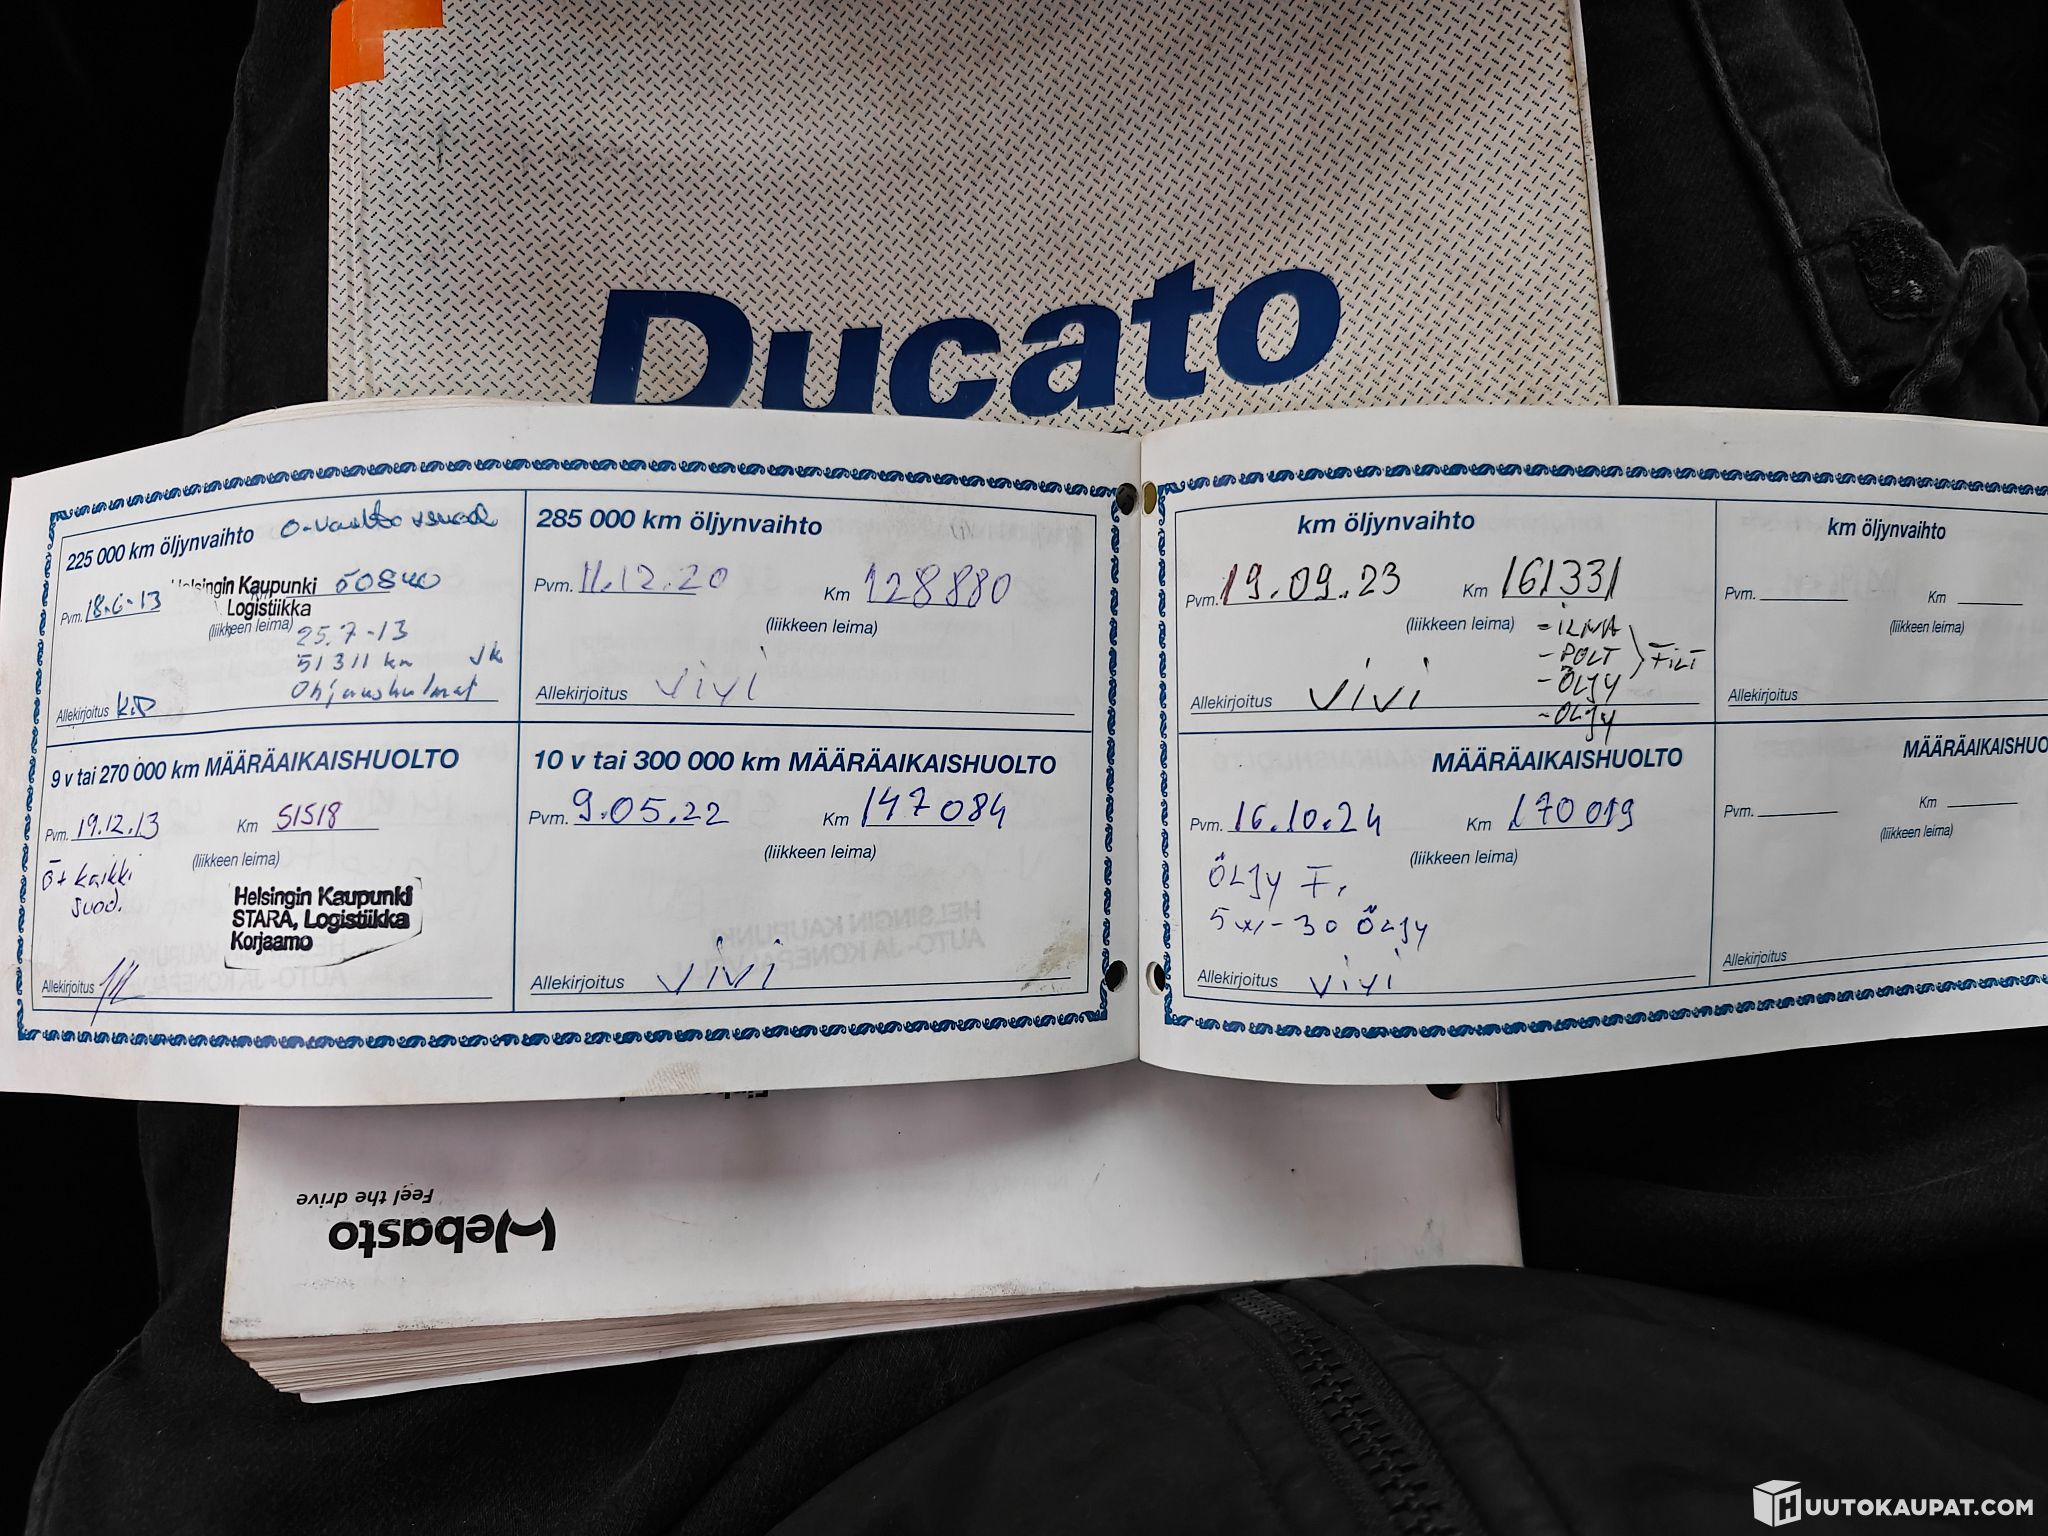 Ducato
225 000 km öljynvaihto
Pvm. 18.6-13
Helsingin Kaupunki 50840
Logistiikka
(liikkeen leima)
25.7-13
51311 km
Ohjaushuolmat
Allekirjoitus K.P
285 000 km öljynvaihto
Pvm. 11.12.20 Km 128880
(liikkeen leima)
Allekirjoitus vivi
9 v tai 270 000 km MÄÄRÄAIKAISHUOLTO
Pvm. 19.12.13 Km 51518
(liikkeen leima)
Ö+ kaikki
suod.
Helsingin Kaupunki
STARA, Logistiikka
Korjaamo
Allekirjoitus
10 v tai 300 000 km MÄÄRÄAIKAISHUOLTO
Pvm. 9.05.22 Km 147084
(liikkeen leima)
Allekirjoitus vivi
km öljynvaihto
Pvm. 19.09.23 Km 161331
(liikkeen leima)
- ILMA
- POLT FILT
- ÖLJY
- ÖLJY
Allekirjoitus vivi
km öljynvaihto
Pvm. Km
(liikkeen leima)
Allekirjoitus
MÄÄRÄAIKAISHUOLTO
Pvm. 16.10.24 Km 170019
(liikkeen leima)
ÖLJY F.
5w-30 ÖLJY
Allekirjoitus vivi
MÄÄRÄAIKAISHUO
Pvm. Km
(liikkeen leima)
Allekirjoitus
Webasto
Feel the drive
HUUTOKAUPAT.COM